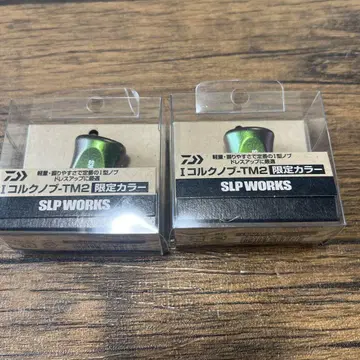 軽量・握りやすさで定番のI型ノブ
ドレスアップに最適
I コルクノブ-TM2 限定カラー
SLP WORKS
軽量・握りやすさで定番のI型ノブ
ドレスアップに最適
I コルクノブ-TM2 限定カラー
SLP WORKS